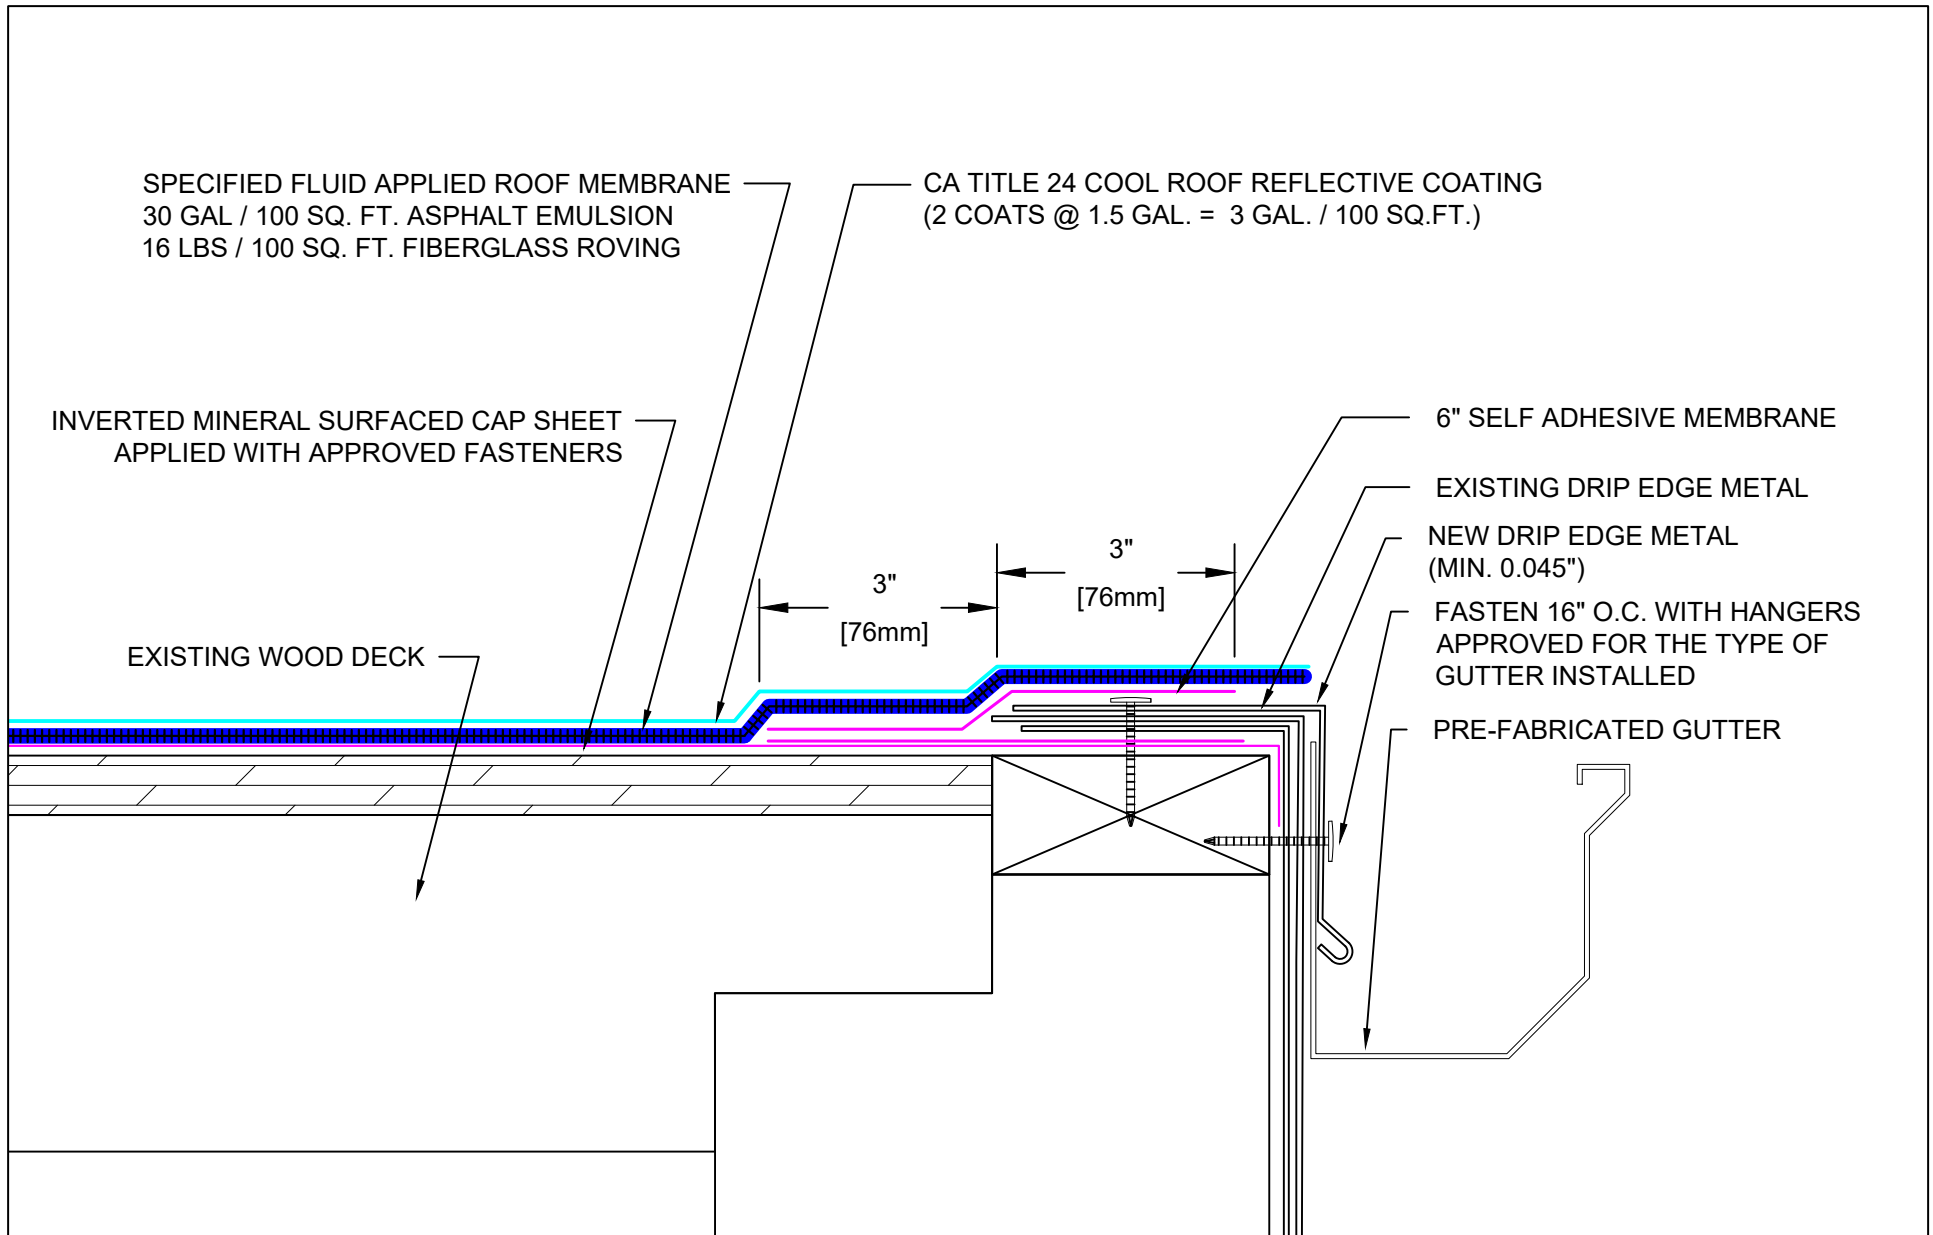 SPECIFIED FLUID APPLIED ROOF MEMBRANE
30 GAL / 100 SQ. FT. ASPHALT EMULSION
16 LBS / 100 SQ. FT. FIBERGLASS ROVING
CA TITLE 24 COOL ROOF REFLECTIVE COATING
(2 COATS @ 1.5 GAL. = 3 GAL. / 100 SQ.FT.)
INVERTED MINERAL SURFACED CAP SHEET
APPLIED WITH APPROVED FASTENERS
6" SELF ADHESIVE MEMBRANE
EXISTING DRIP EDGE METAL
NEW DRIP EDGE METAL
(MIN. 0.045")
3"
[76mm]
3"
[76mm]
FASTEN 16" O.C. WITH HANGERS
APPROVED FOR THE TYPE OF
GUTTER INSTALLED
EXISTING WOOD DECK
PRE-FABRICATED GUTTER